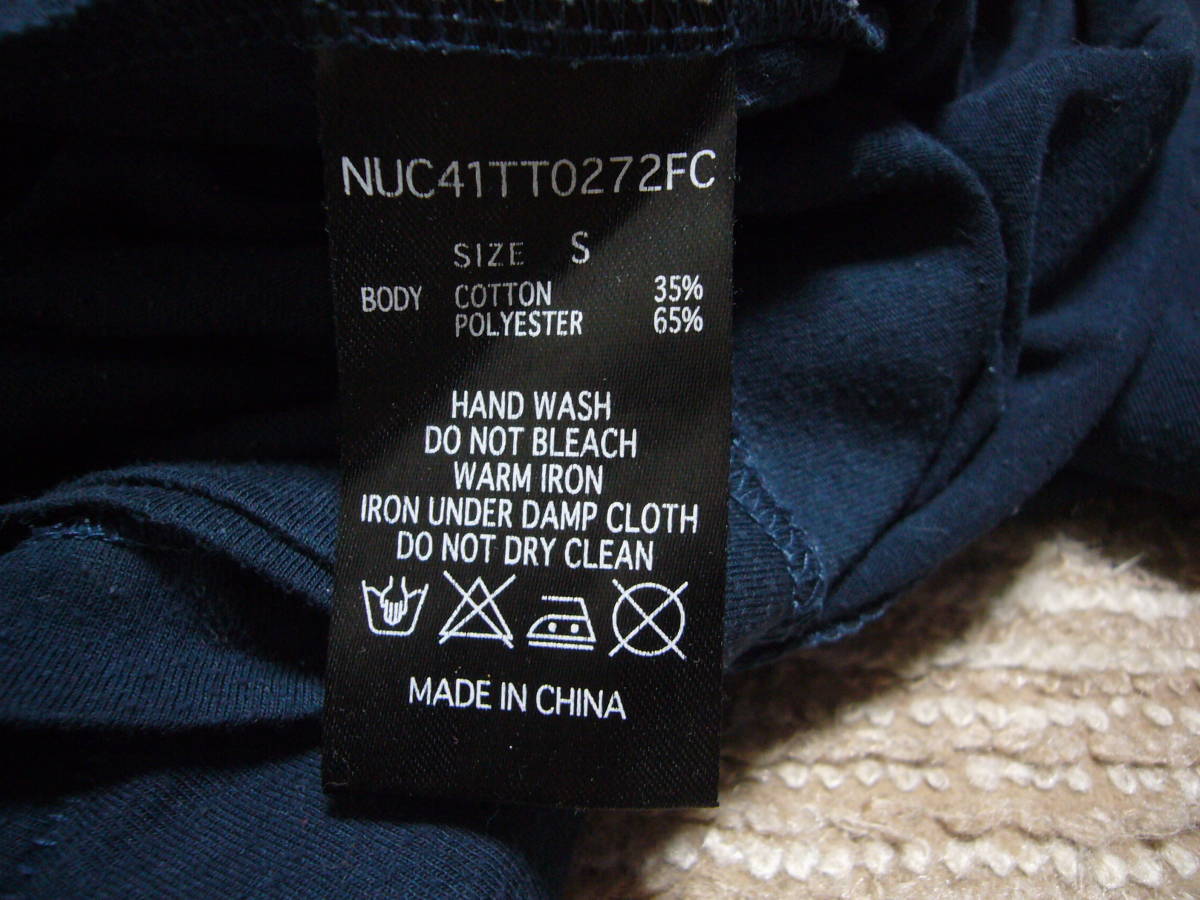 NUC41TT0272FC
SIZE S
BODY COTTON 35%
POLYESTER 65%
HAND WASH
DO NOT BLEACH
WARM IRON
IRON UNDER DAMP CLOTH
DO NOT DRY CLEAN
MADE IN CHINA